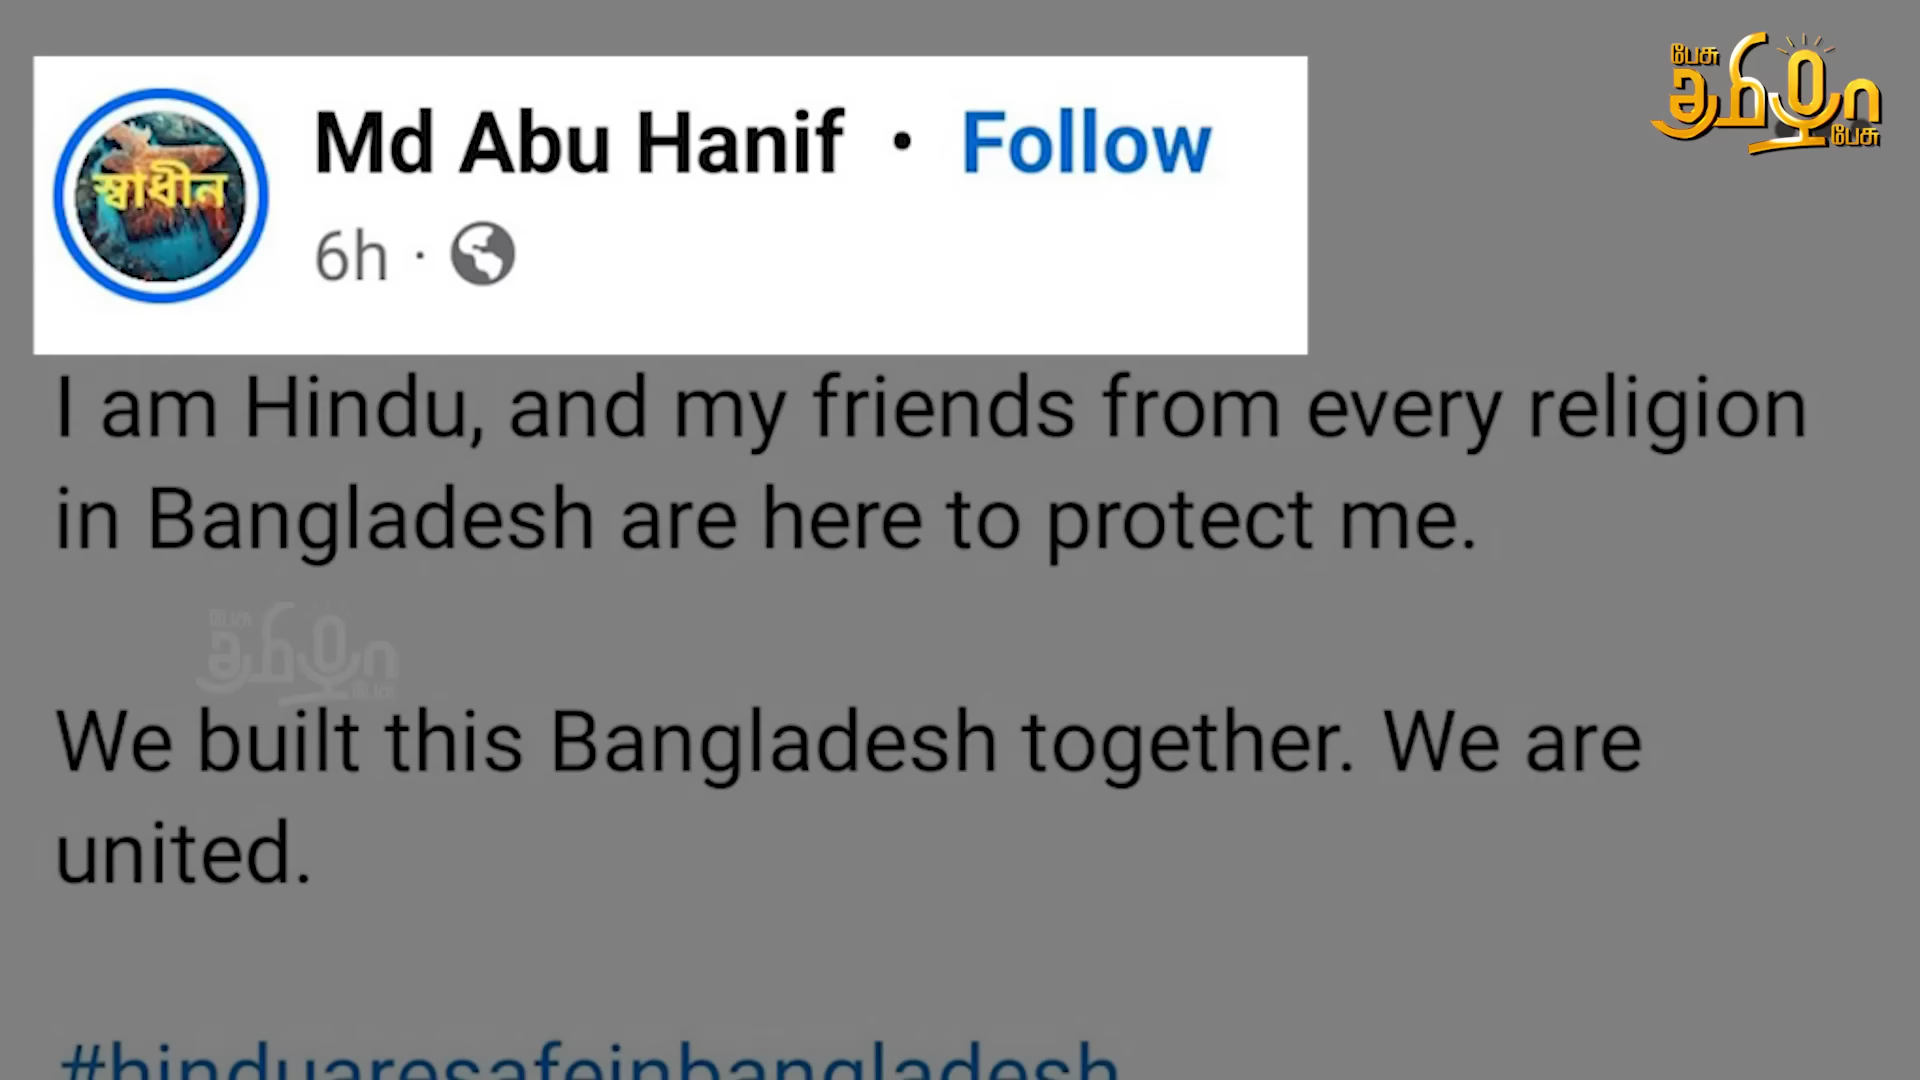 பேசு
தமிழா
பேசு
Md Abu Hanif · Follow
স্বাধীন
6h ·
I am Hindu, and my friends from every religion
in Bangladesh are here to protect me.
பேசு
தமிழா
பேசு
We built this Bangladesh together. We are
united.
#hinduaresafeinbangladesh